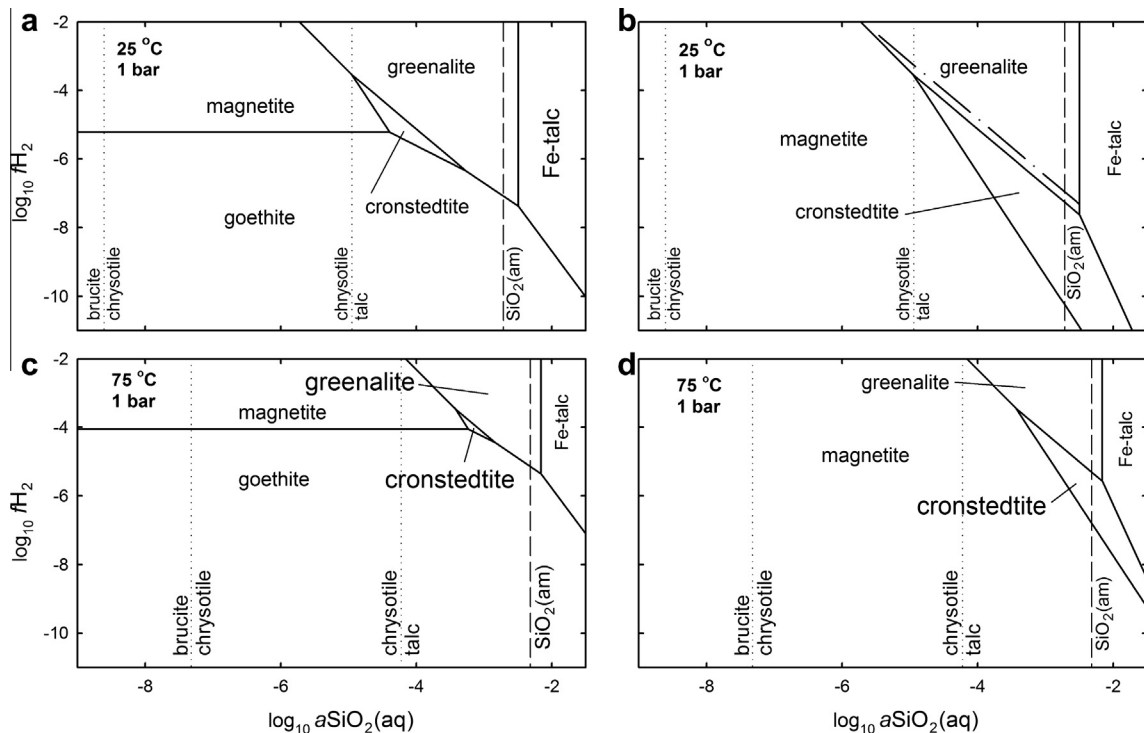 a
-2
25 °C
1 bar
greenalite
-4
magnetite
log₁₀ fH₂
-6
Fe-talc
cronstedtite
-8
goethite
-10
brucite
chrysotile
chrysotile
talc
SiO₂(am)
b
25 °C
1 bar
greenalite
magnetite
Fe-talc
cronstedtite
brucite
chrysotile
chrysotile
talc
SiO₂(am)
c
-2
75 °C
1 bar
greenalite
magnetite
-4
Fe-talc
goethite
cronstedtite
log₁₀ fH₂
-6
-8
-10
brucite
chrysotile
chrysotile
talc
SiO₂(am)
-8
-6
-4
-2
log₁₀ aSiO₂(aq)
d
75 °C
1 bar
greenalite
magnetite
Fe-talc
cronstedtite
brucite
chrysotile
chrysotile
talc
SiO₂(am)
-8
-6
-4
-2
log₁₀ aSiO₂(aq)